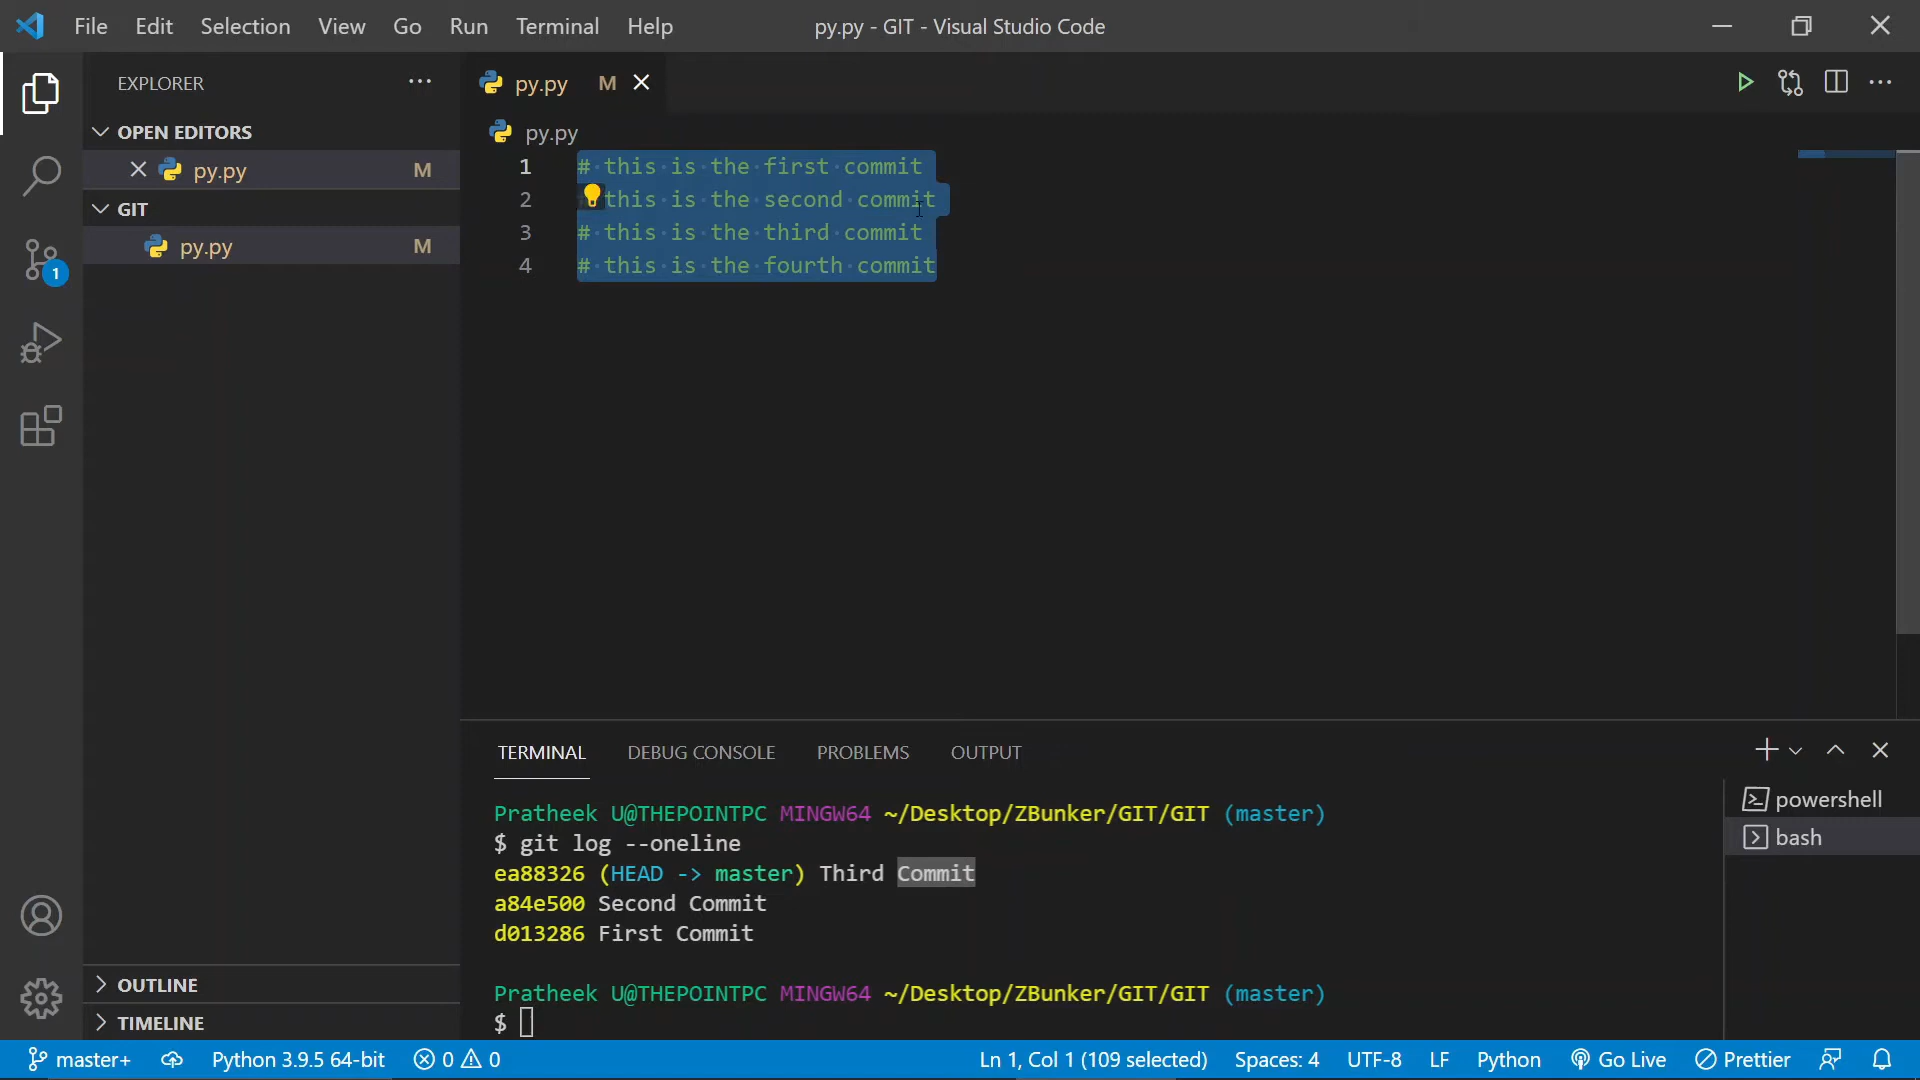 File Edit Selection View Go Run Terminal Help
py.py - GIT - Visual Studio Code
EXPLORER
OPEN EDITORS
py.py M
GIT
py.py M
OUTLINE
TIMELINE
py.py M
py.py
1 # this is the first commit
2 this is the second commit
3 # this is the third commit
4 # this is the fourth commit
TERMINAL DEBUG CONSOLE PROBLEMS OUTPUT
Pratheek U@THEPOINTPC MINGW64 ~/Desktop/ZBunker/GIT/GIT (master)
$ git log --oneline
ea88326 (HEAD -> master) Third Commit
a84e500 Second Commit
d013286 First Commit
Pratheek U@THEPOINTPC MINGW64 ~/Desktop/ZBunker/GIT/GIT (master)
$
powershell
bash
1
master+ Python 3.9.5 64-bit 0 0 Ln 1, Col 1 (109 selected) Spaces: 4 UTF-8 LF Python Go Live Prettier